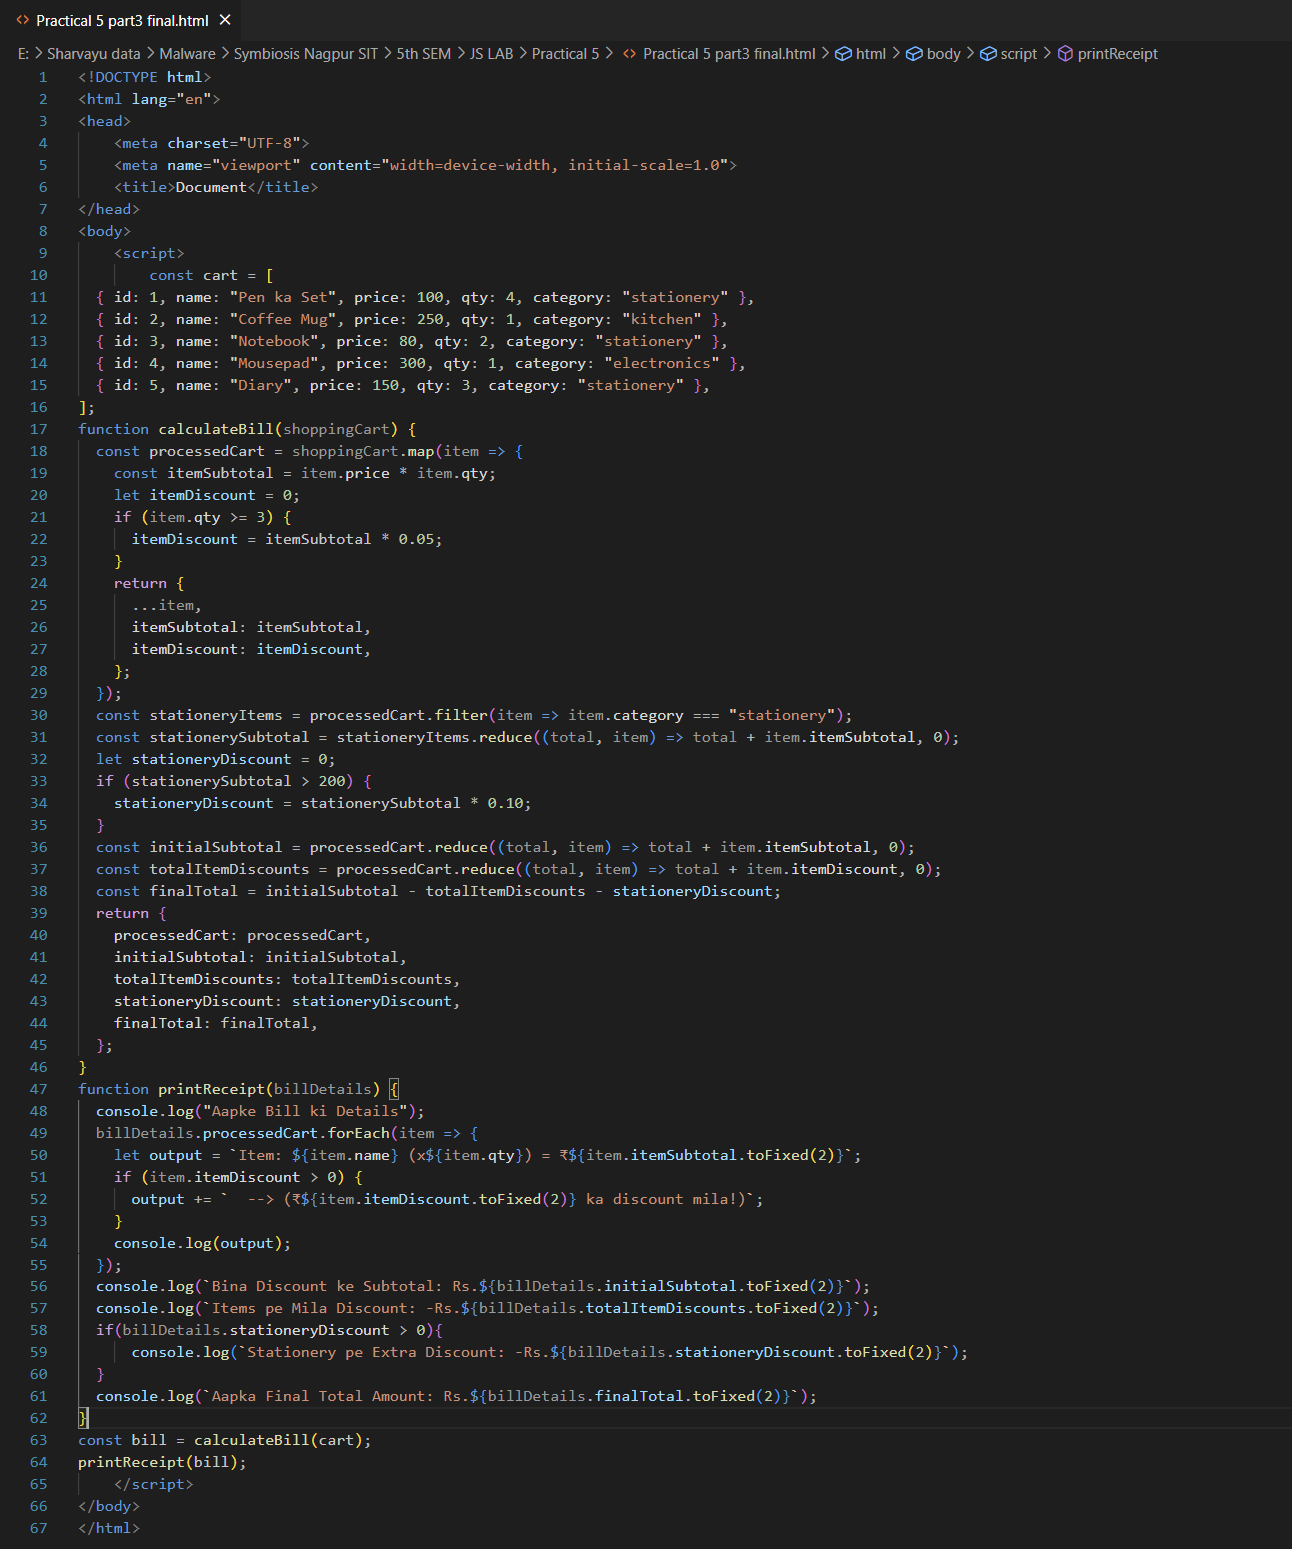 Practical 5 part3 final.html
E: > Sharvayu data > Malware > Symbiosis Nagpur SIT > 5th SEM > JS LAB > Practical 5 > Practical 5 part3 final.html > html > body > script > printReceipt
1 <!DOCTYPE html>
2 <html lang="en">
3 <head>
4     <meta charset="UTF-8">
5     <meta name="viewport" content="width=device-width, initial-scale=1.0">
6     <title>Document</title>
7 </head>
8 <body>
9     <script>
10         const cart = [
11   { id: 1, name: "Pen ka Set", price: 100, qty: 4, category: "stationery" },
12   { id: 2, name: "Coffee Mug", price: 250, qty: 1, category: "kitchen" },
13   { id: 3, name: "Notebook", price: 80, qty: 2, category: "stationery" },
14   { id: 4, name: "Mousepad", price: 300, qty: 1, category: "electronics" },
15   { id: 5, name: "Diary", price: 150, qty: 3, category: "stationery" },
16 ];
17 function calculateBill(shoppingCart) {
18   const processedCart = shoppingCart.map(item => {
19     const itemSubtotal = item.price * item.qty;
20     let itemDiscount = 0;
21     if (item.qty >= 3) {
22       itemDiscount = itemSubtotal * 0.05;
23     }
24     return {
25       ...item,
26       itemSubtotal: itemSubtotal,
27       itemDiscount: itemDiscount,
28     };
29   });
30   const stationeryItems = processedCart.filter(item => item.category === "stationery");
31   const stationerySubtotal = stationeryItems.reduce((total, item) => total + item.itemSubtotal, 0);
32   let stationeryDiscount = 0;
33   if (stationerySubtotal > 200) {
34     stationeryDiscount = stationerySubtotal * 0.10;
35   }
36   const initialSubtotal = processedCart.reduce((total, item) => total + item.itemSubtotal, 0);
37   const totalItemDiscounts = processedCart.reduce((total, item) => total + item.itemDiscount, 0);
38   const finalTotal = initialSubtotal - totalItemDiscounts - stationeryDiscount;
39   return {
40     processedCart: processedCart,
41     initialSubtotal: initialSubtotal,
42     totalItemDiscounts: totalItemDiscounts,
43     stationeryDiscount: stationeryDiscount,
44     finalTotal: finalTotal,
45   };
46 }
47 function printReceipt(billDetails) {
48   console.log("Aapke Bill ki Details");
49   billDetails.processedCart.forEach(item => {
50     let output = `Item: ${item.name} (x${item.qty}) = ₹${item.itemSubtotal.toFixed(2)}`;
51     if (item.itemDiscount > 0) {
52       output += `  --> (₹${item.itemDiscount.toFixed(2)} ka discount mila!)`;
53     }
54     console.log(output);
55   });
56   console.log(`Bina Discount ke Subtotal: Rs.${billDetails.initialSubtotal.toFixed(2)}`);
57   console.log(`Items pe Mila Discount: -Rs.${billDetails.totalItemDiscounts.toFixed(2)}`);
58   if(billDetails.stationeryDiscount > 0){
59       console.log(`Stationery pe Extra Discount: -Rs.${billDetails.stationeryDiscount.toFixed(2)}`);
60   }
61   console.log(`Aapka Final Total Amount: Rs.${billDetails.finalTotal.toFixed(2)}`);
62 }
63 const bill = calculateBill(cart);
64 printReceipt(bill);
65     </script>
66 </body>
67 </html>